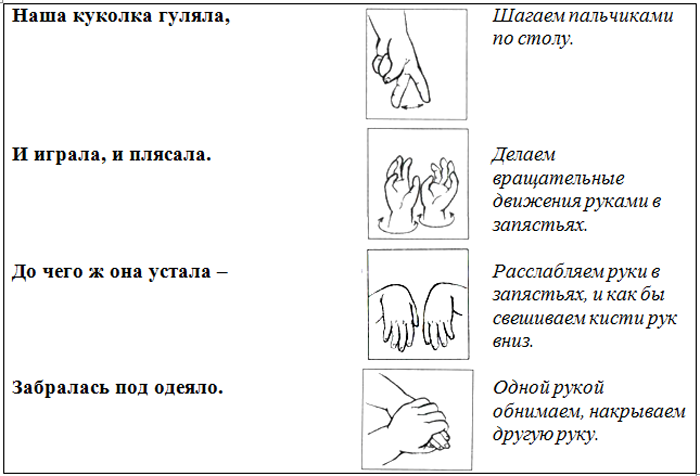 Наша куколка гуляла,
Шагаем пальчиками
по столу.
И играла, и плясала.
Делаем
вращательные
движения руками в
запястьях.
До чего ж она устала –
Расслабляем руки в
запястьях, и как бы
свешиваем кисти рук
вниз.
Забралась под одеяло.
Одной рукой
обнимаем, накрываем
другую руку.